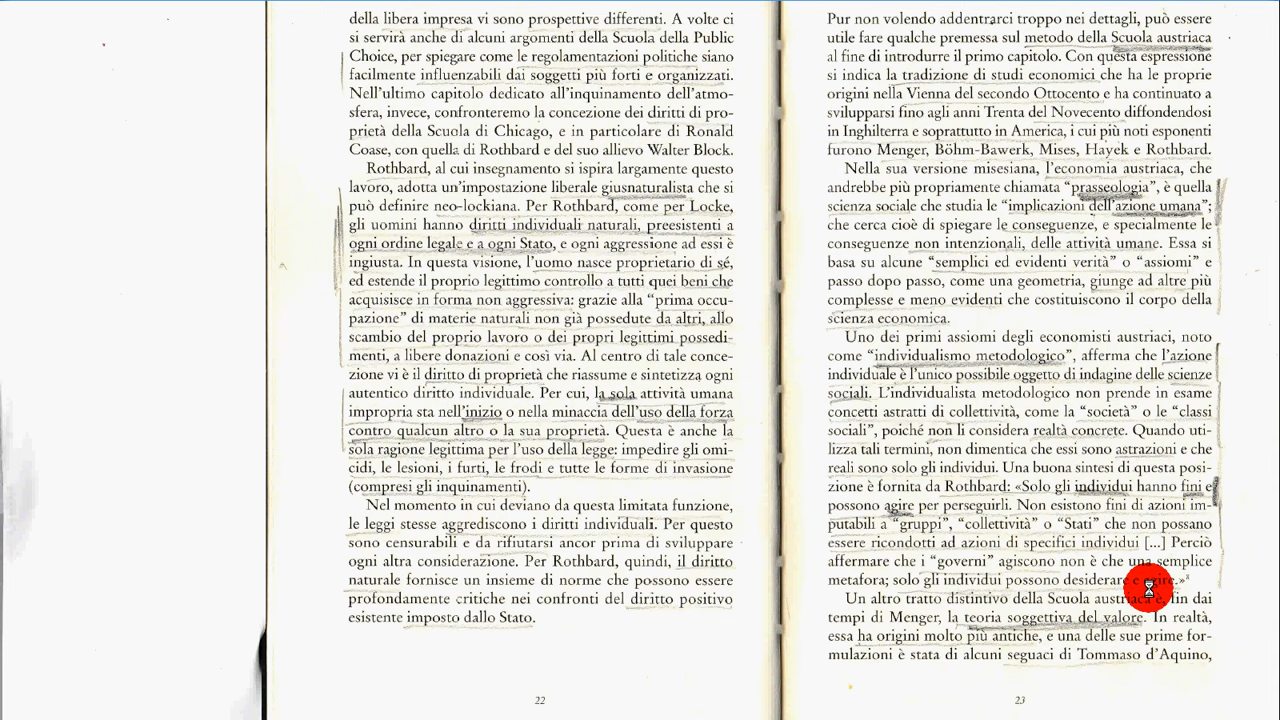 della libera impresa vi sono prospettive differenti. A volte ci
si servirà anche di alcuni argomenti della Scuola della Public
Choice, per spiegare come le regolamentazioni politiche siano
facilmente influenzabili dai soggetti più forti e organizzati.
Nell'ultimo capitolo dedicato all'inquinamento dell'atmo-
sfera, invece, confronteremo la concezione dei diritti di pro-
prietà della Scuola di Chicago, e in particolare di Ronald
Coase, con quella di Rothbard e del suo allievo Walter Block.
Rothbard, al cui insegnamento si ispira largamente questo
lavoro, adotta un'impostazione liberale giusnaturalista che si
può definire neo-lockiana. Per Rothbard, come per Locke,
gli uomini hanno diritti individuali naturali, preesistenti a
ogni ordine legale e a ogni Stato, e ogni aggressione ad essi è
ingiusta. In questa visione, l'uomo nasce proprietario di sé,
ed estende il proprio legittimo controllo a tutti quei beni che
acquisisce in forma non aggressiva: grazie alla “prima occu-
pazione” di materie naturali non già possedute da altri, allo
scambio del proprio lavoro o dei propri legittimi possedi-
menti, a libere donazioni e così via. Al centro di tale conce-
zione vi è il diritto di proprietà che riassume e sintetizza ogni
autentico diritto individuale. Per cui, la sola attività umana
impropria sta nell'inizio o nella minaccia dell'uso della forza
contro qualcun altro o la sua proprietà. Questa è anche la
sola ragione legittima per l'uso della legge: impedire gli omi-
cidi, le lesioni, i furti, le frodi e tutte le forme di invasione
(compresi gli inquinamenti).
Nel momento in cui deviano da questa limitata funzione,
le leggi stesse aggrediscono i diritti individuali. Per questo
sono censurabili e da rifiutarsi ancor prima di sviluppare
ogni altra considerazione. Per Rothbard, quindi, il diritto
naturale fornisce un insieme di norme che possono essere
profondamente critiche nei confronti del diritto positivo
esistente imposto dallo Stato.
22
Pur non volendo addentrarci troppo nei dettagli, può essere
utile fare qualche premessa sul metodo della Scuola austriaca
al fine di introdurre il primo capitolo. Con questa espressione
si indica la tradizione di studi economici che ha le proprie
origini nella Vienna del secondo Ottocento e ha continuato a
svilupparsi fino agli anni Trenta del Novecento diffondendosi
in Inghilterra e soprattutto in America, i cui più noti esponenti
furono Menger, Böhm-Bawerk, Mises, Hayek e Rothbard.
Nella sua versione misesiana, l'economia austriaca, che
andrebbe più propriamente chiamata “prasseologia”, è quella
scienza sociale che studia le “implicazioni dell'azione umana”;
che cerca cioè di spiegare le conseguenze, e specialmente le
conseguenze non intenzionali, delle attività umane. Essa si
basa su alcune “semplici ed evidenti verità” o “assiomi” e
passo dopo passo, come una geometria, giunge ad altre più
complesse e meno evidenti che costituiscono il corpo della
scienza economica.
Uno dei primi assiomi degli economisti austriaci, noto
come “individualismo metodologico”, afferma che l'azione
individuale è l'unico possibile oggetto di indagine delle scienze
sociali. L'individualista metodologico non prende in esame
concetti astratti di collettività, come la “società” o le “classi
sociali”, poiché non li considera realtà concrete. Quando uti-
lizza tali termini, non dimentica che essi sono astrazioni e che
reali sono solo gli individui. Una buona sintesi di questa posi-
zione è fornita da Rothbard: «Solo gli individui hanno fini e
possono agire per perseguirli. Non esistono fini di azioni im-
putabili a “gruppi”, “collettività” o “Stati” che non possano
essere ricondotti ad azioni di specifici individui [...] Perciò
affermare che i “governi” agiscono non è che una semplice
metafora; solo gli individui possono desiderare e agire.»
Un altro tratto distintivo della Scuola austriaca è, fin dai
tempi di Menger, la teoria soggettiva del valore. In realtà,
essa ha origini molto più antiche, e una delle sue prime for-
mulazioni è stata di alcuni seguaci di Tommaso d'Aquino,
23